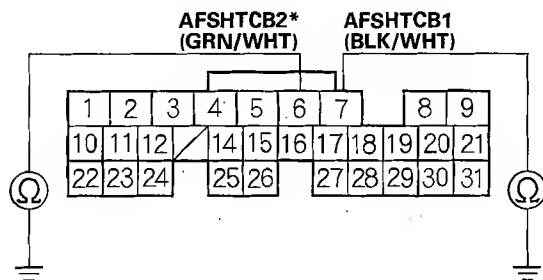 AFSHTCB2* AFSHTCB1
(GRN/WHT) (BLK/WHT)
1 2 3 4 5 6 7 8 9
10 11 12 14 15 16 17 18 19 20 21
22 23 24 25 26 27 28 29 30 31
Ω Ω